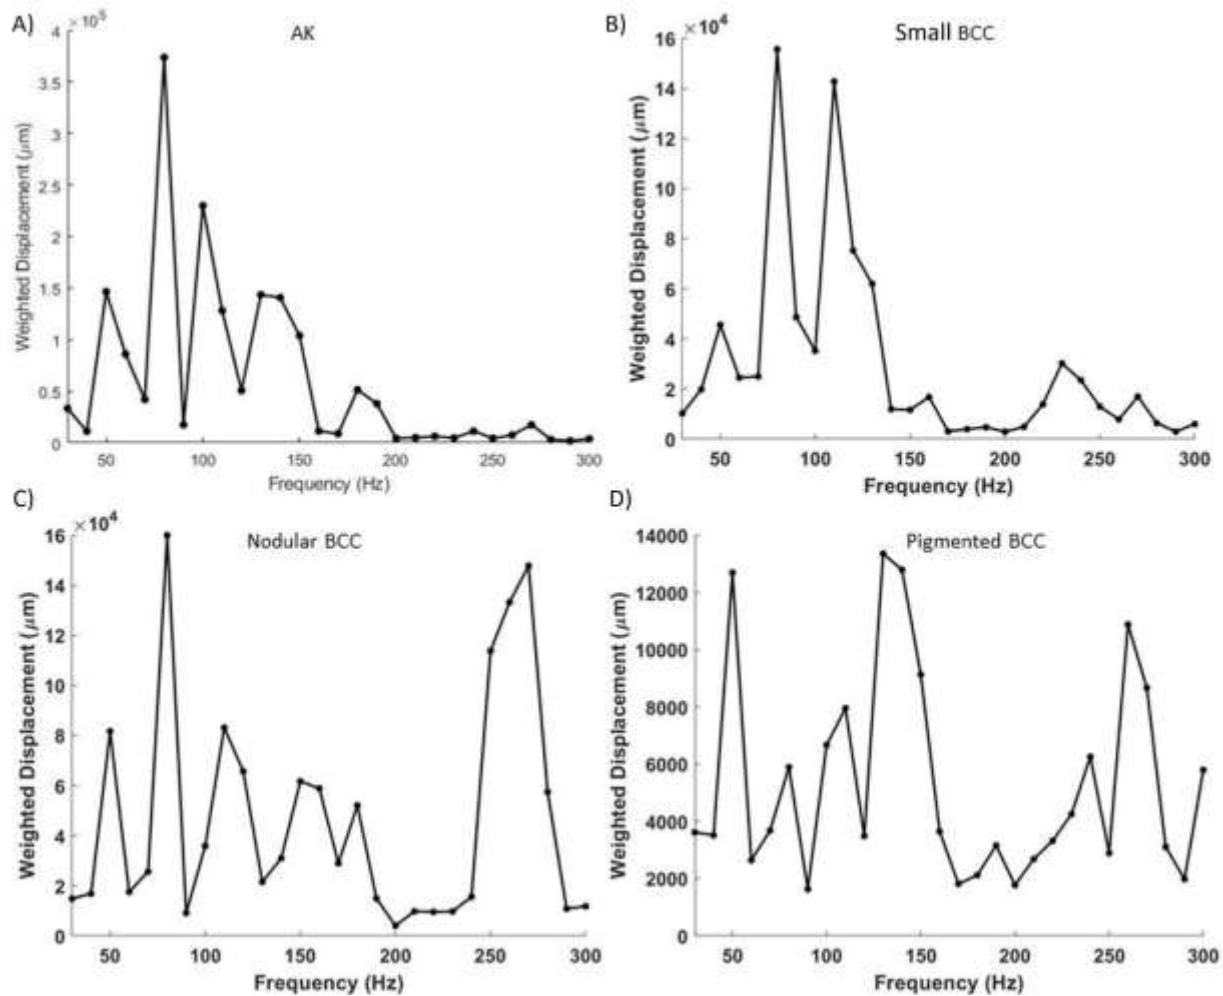 A)
×10⁵
AK
4
3.5
3
2.5
2
1.5
1
0.5
0
50 100 150 200 250 300
Weighted Displacement (μm)
Frequency (Hz)
B)
×10⁴
Small BCC
16
14
12
10
8
6
4
2
0
50 100 150 200 250 300
Weighted Displacement (μm)
Frequency (Hz)
C)
×10⁴
Nodular BCC
16
14
12
10
8
6
4
2
0
50 100 150 200 250 300
Weighted Displacement (μm)
Frequency (Hz)
D)
Pigmented BCC
14000
12000
10000
8000
6000
4000
2000
0
50 100 150 200 250 300
Weighted Displacement (μm)
Frequency (Hz)